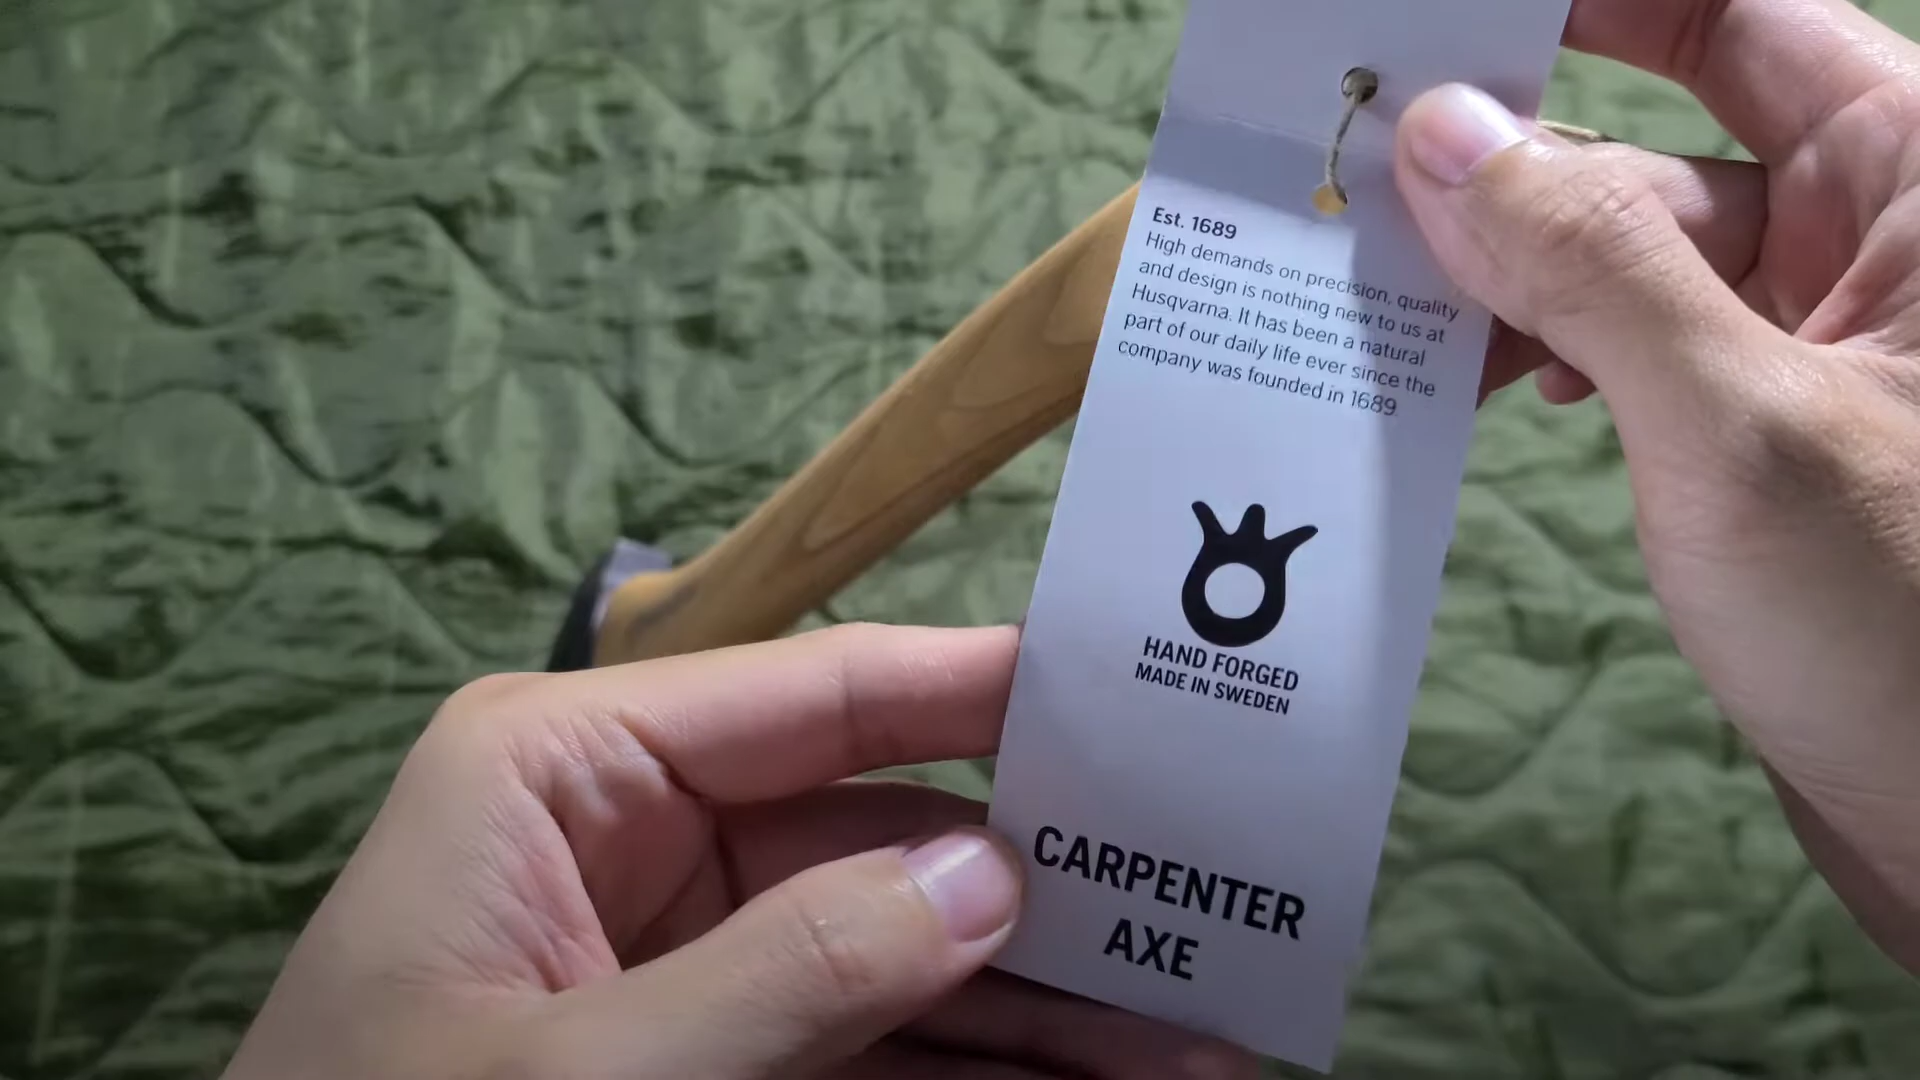 Est. 1689
High demands on precision, quality
and design is nothing new to us at
Husqvarna. It has been a natural
part of our daily life ever since the
company was founded in 1689.
HAND FORGED
MADE IN SWEDEN
CARPENTER
AXE